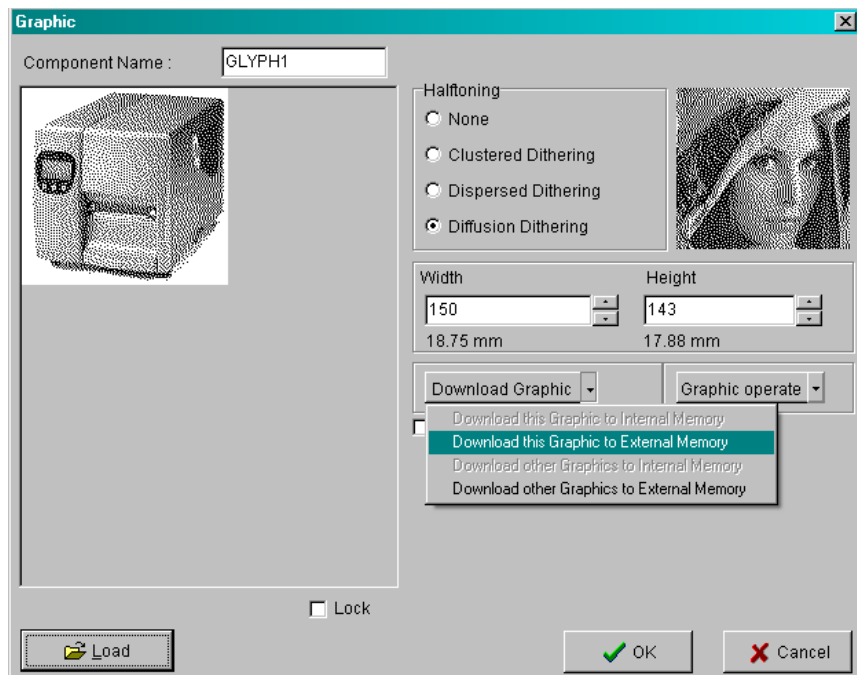 Graphic
Component Name :
GLYPH1
Halftoning
None
Clustered Dithering
Dispersed Dithering
Diffusion Dithering
Width
Height
150
143
18.75 mm
17.88 mm
Download Graphic
Graphic operate
Download this Graphic to Internal Memory
Download this Graphic to External Memory
Download other Graphics to Internal Memory
Download other Graphics to External Memory
Lock
Load
OK
Cancel